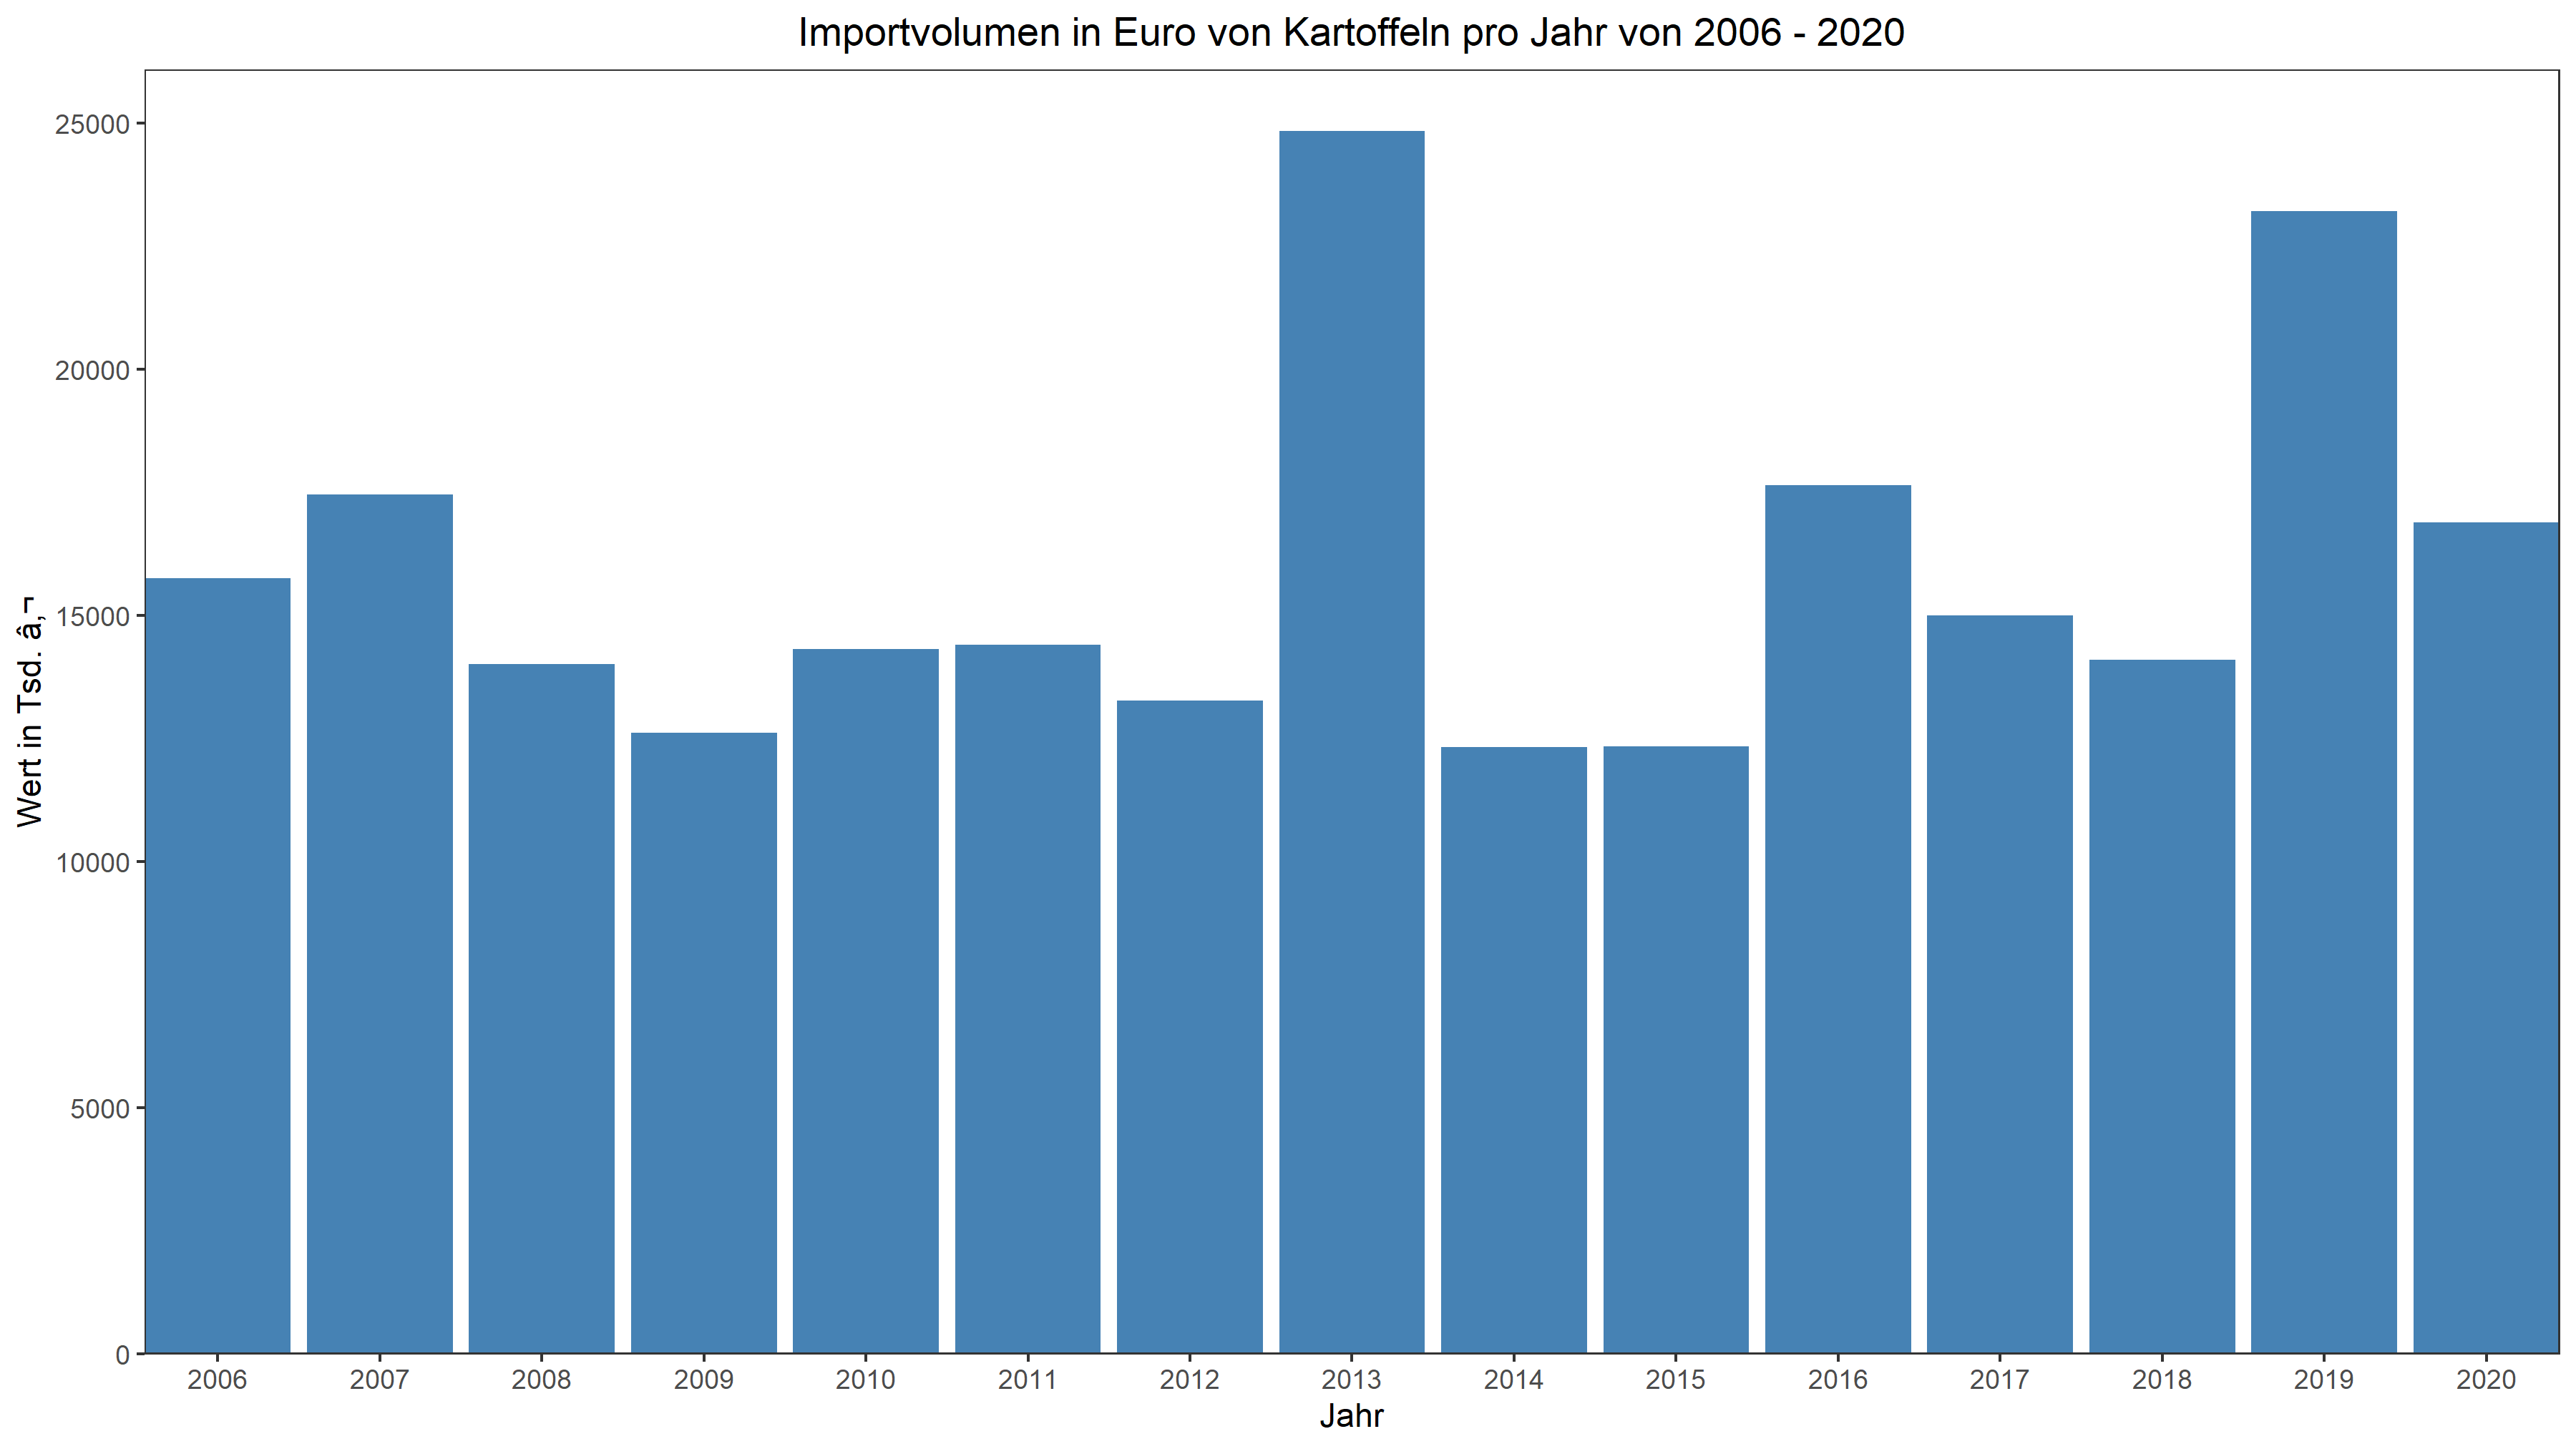 Importvolumen in Euro von Kartoffeln pro Jahr von 2006 - 2020
Wert in Tsd. â‚¬
25000
20000
15000
10000
5000
0
2006 2007 2008 2009 2010 2011 2012 2013 2014 2015 2016 2017 2018 2019 2020
Jahr